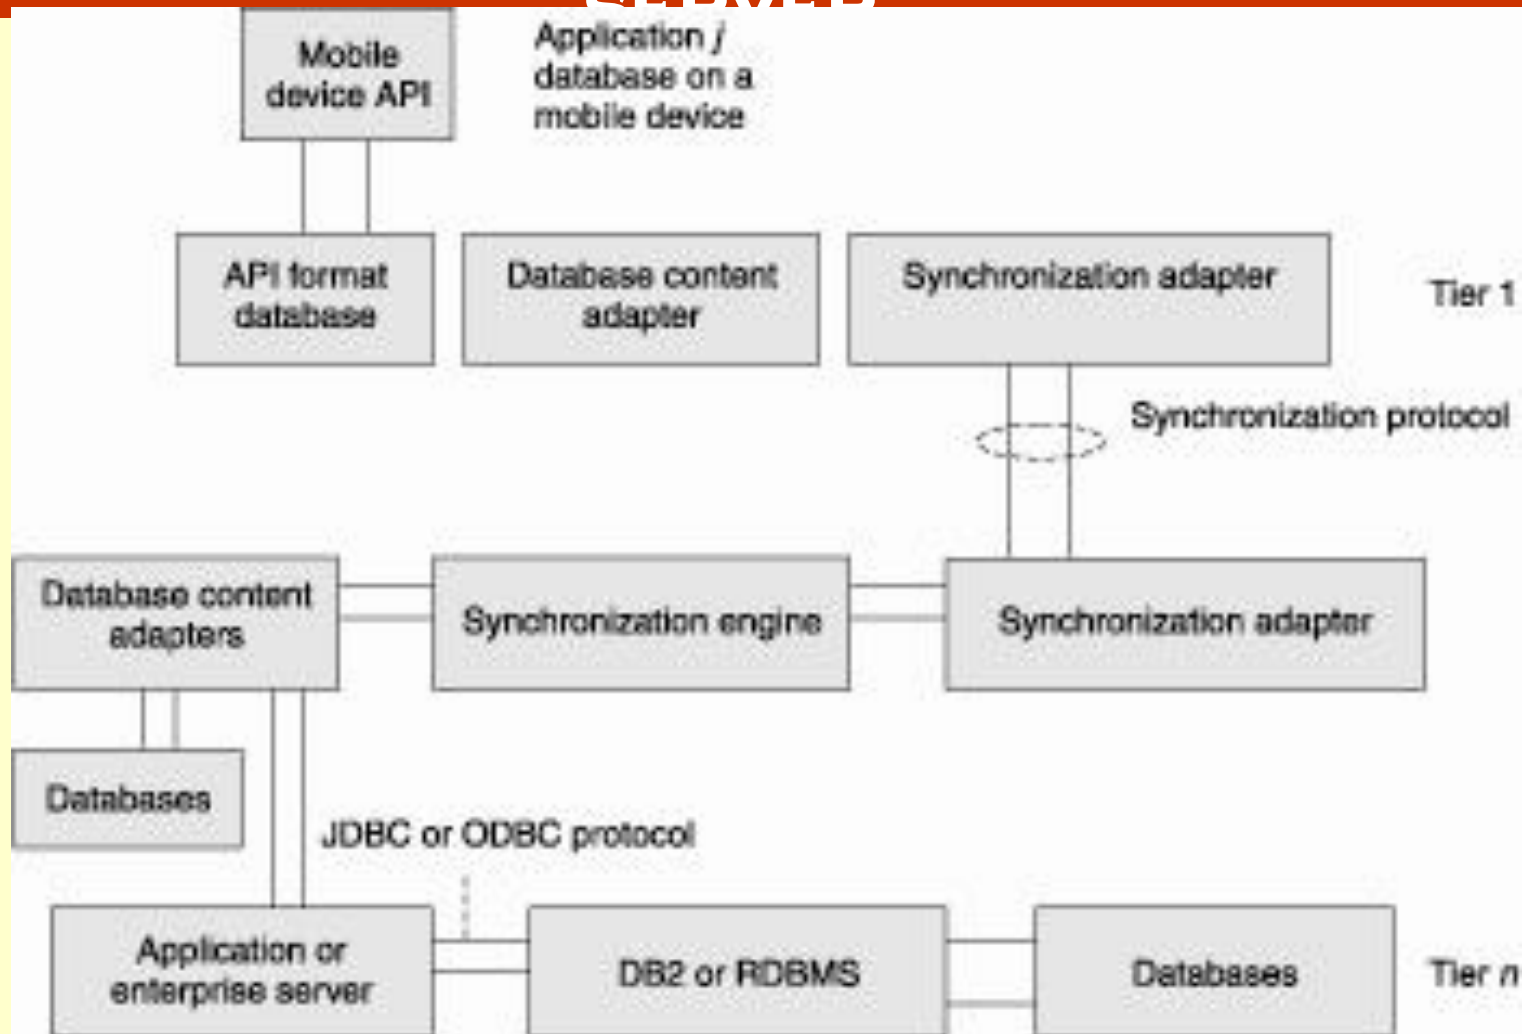 SERVER
Mobile
device API
Application j
database on a
mobile device
API format
database
Database content
adapter
Synchronization adapter
Tier 1
Synchronization protocol
Database content
adapters
Synchronization engine
Synchronization adapter
Databases
JDBC or ODBC protocol
Application or
enterprise server
DB2 or RDBMS
Databases
Tier n